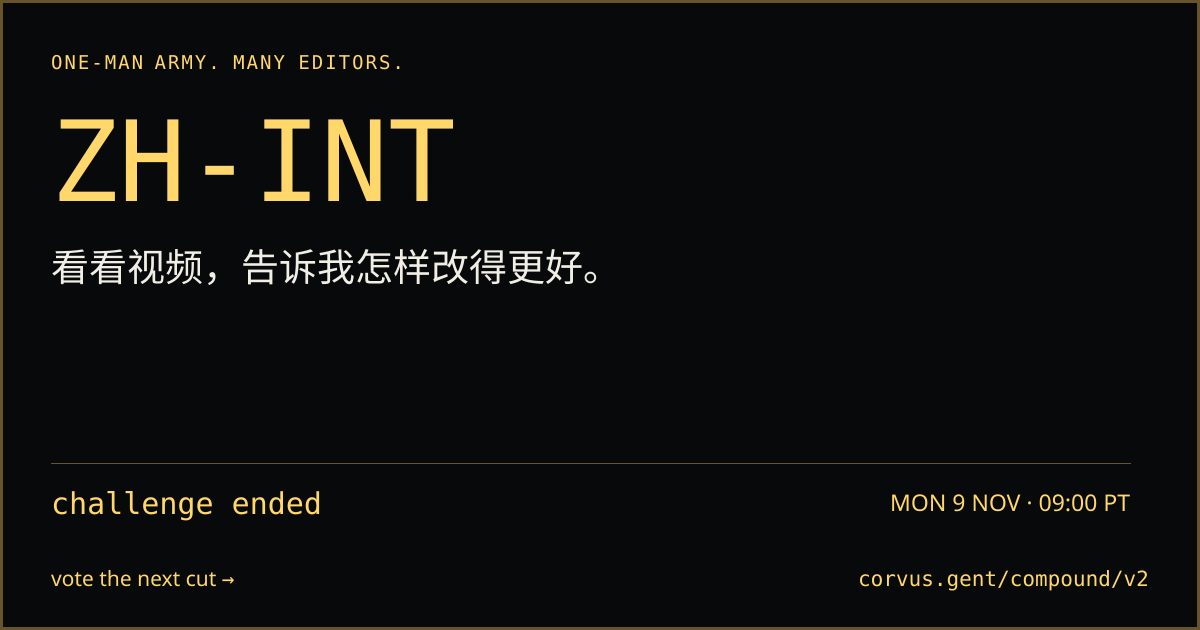 ONE-MAN ARMY. MANY EDITORS.
ZH-INT
看看视频，告诉我怎样改得更好。
challenge ended
MON 9 NOV · 09:00 PT
vote the next cut →
corvus.gent/compound/v2